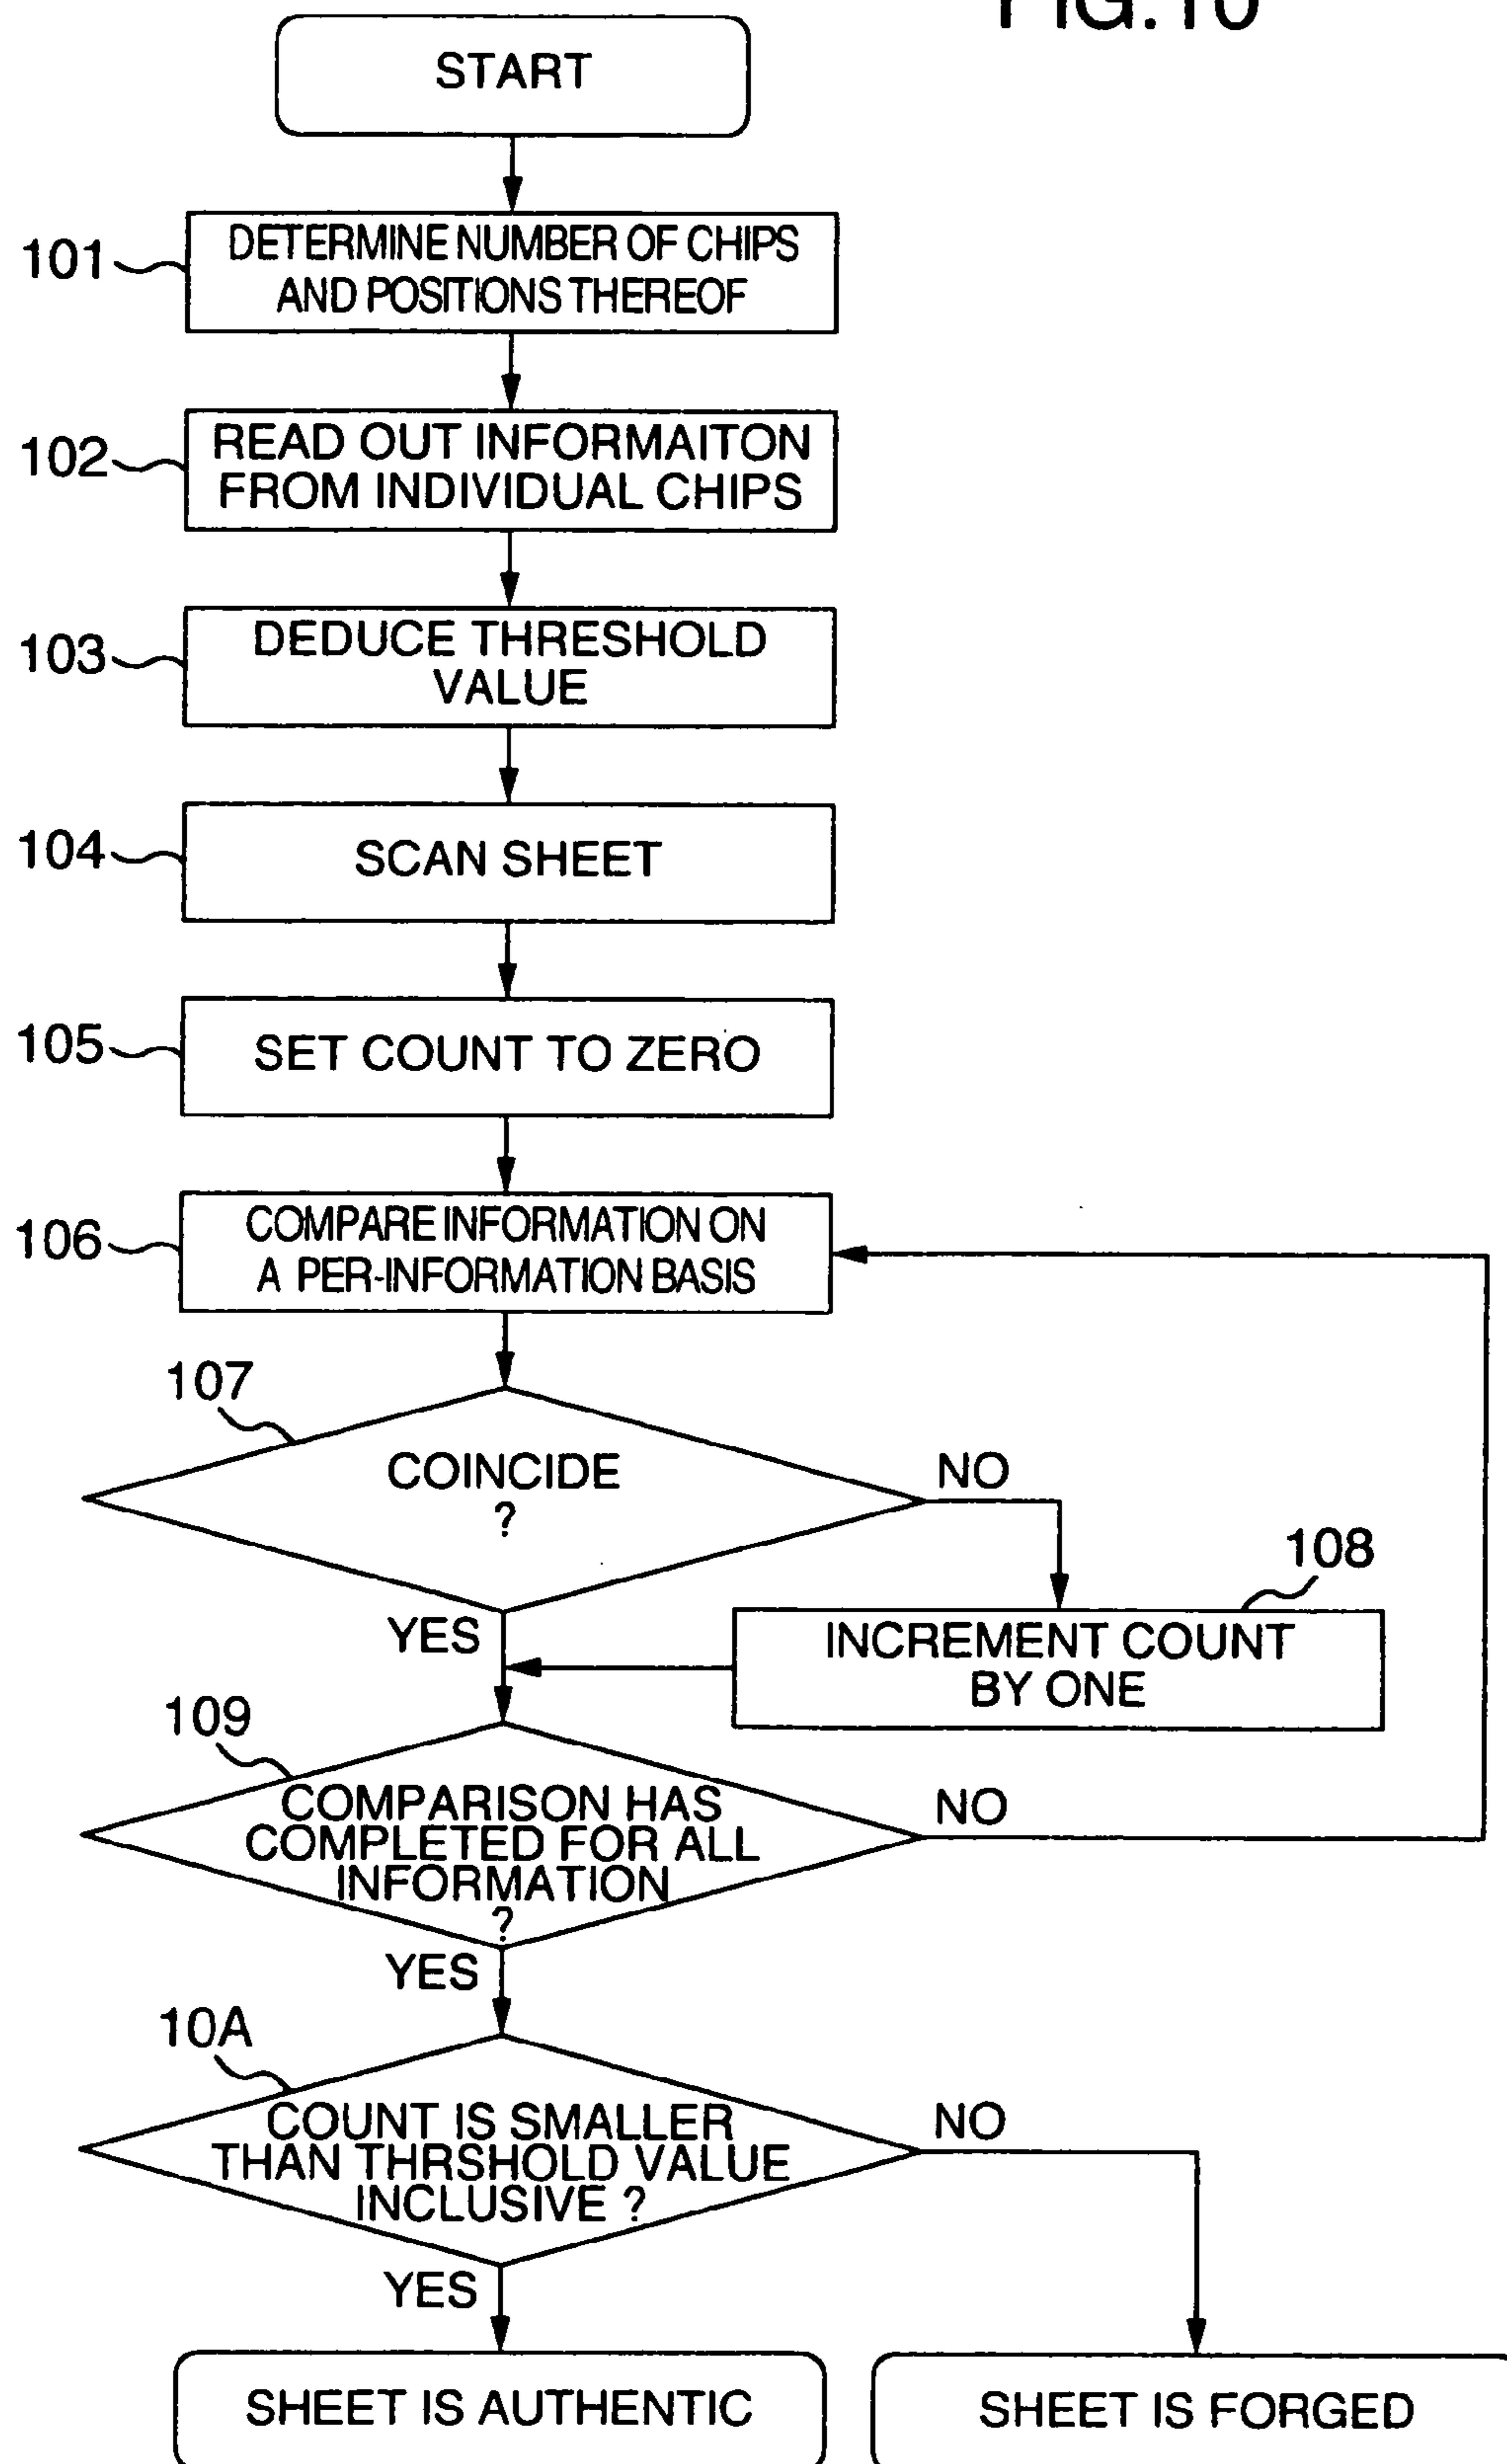 FIG.10
START
101
DETERMINE NUMBER OF CHIPS
AND POSITIONS THEREOF
102
READ OUT INFORMAITON
FROM INDIVIDUAL CHIPS
103
DEDUCE THRESHOLD
VALUE
104
SCAN SHEET
105
SET COUNT TO ZERO
106
COMPARE INFORMATION ON
A PER-INFORMATION BASIS
107
COINCIDE
?
NO
108
YES
INCREMENT COUNT
BY ONE
109
COMPARISON HAS
COMPLETED FOR ALL
INFORMATION
?
NO
YES
10A
COUNT IS SMALLER
THAN THRSHOLD VALUE
INCLUSIVE ?
NO
YES
SHEET IS AUTHENTIC
SHEET IS FORGED